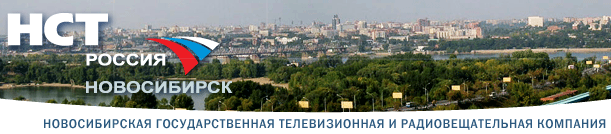 НСТ
РОССИЯ
НОВОСИБИРСК
НОВОСИБИРСКАЯ ГОСУДАРСТВЕННАЯ ТЕЛЕВИЗИОННАЯ И РАДИОВЕЩАТЕЛЬНАЯ КОМПАНИЯ